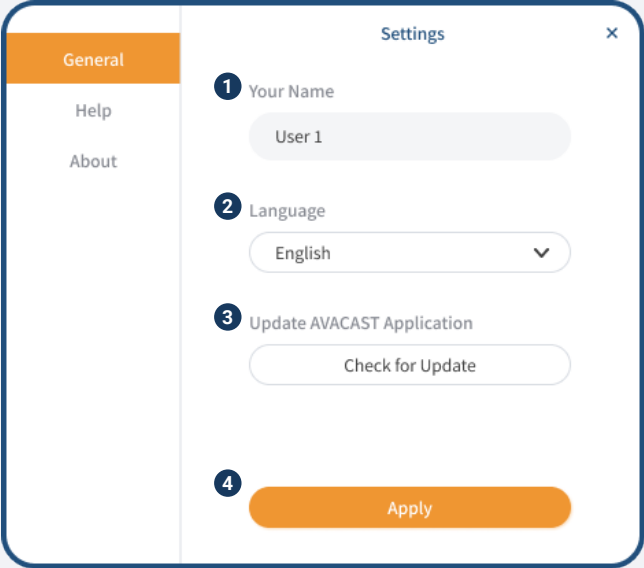 Settings
General
Help
About
1 Your Name
User 1
2 Language
English
3 Update AVACAST Application
Check for Update
4
Apply